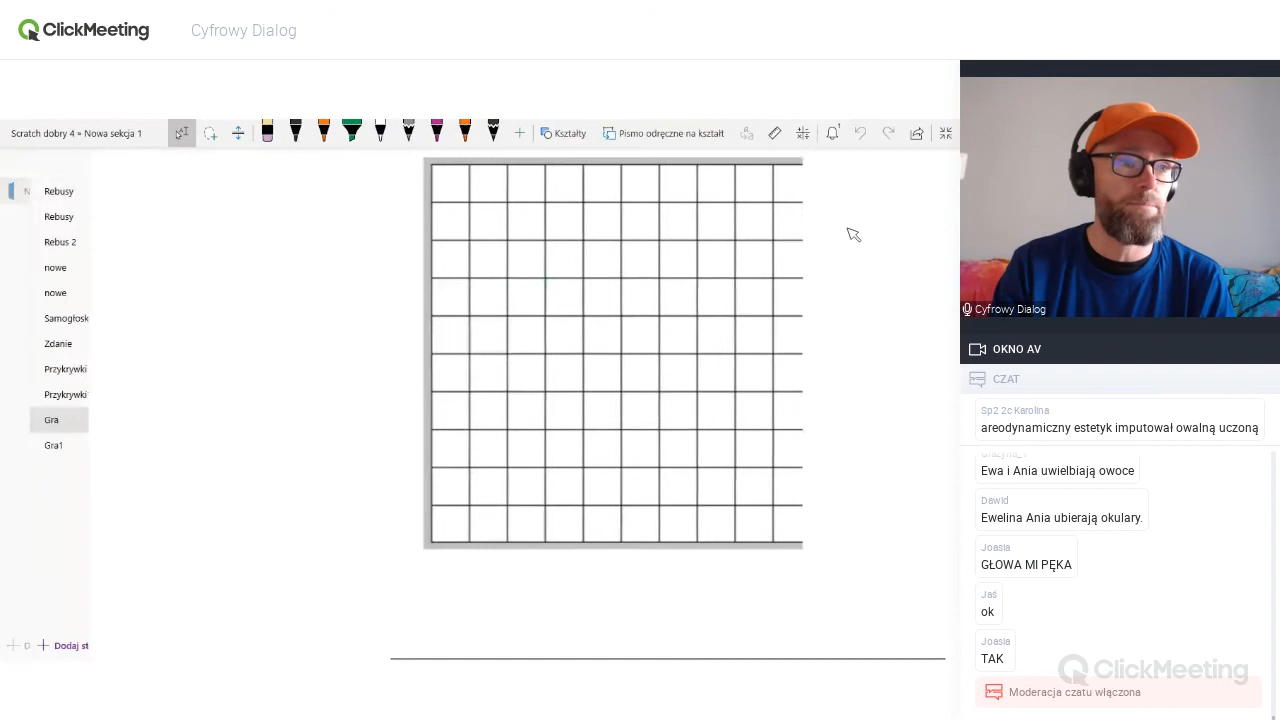 ClickMeeting
Cyfrowy Dialog
Scratch dobry 4 » Nowa sekcja 1
Kształty
Pismo odręczne na kształt
N
Rebusy
Rebusy
Rebus 2
nowe
nowe
Samogłosk
Zdanie
Przykrywki
Przykrywki
Gra
Gra1
D
Dodaj st
Cyfrowy Dialog
OKNO AV
CZAT
Sp2 2c Karolina
areodynamiczny estetyk imputował owalną uczoną
Ewa i Ania uwielbiają owoce
Dawid
Ewelina Ania ubierają okulary.
Joasia
GŁOWA MI PĘKA
Jaś
ok
Joasia
TAK
ClickMeeting
Moderacja czatu włączona